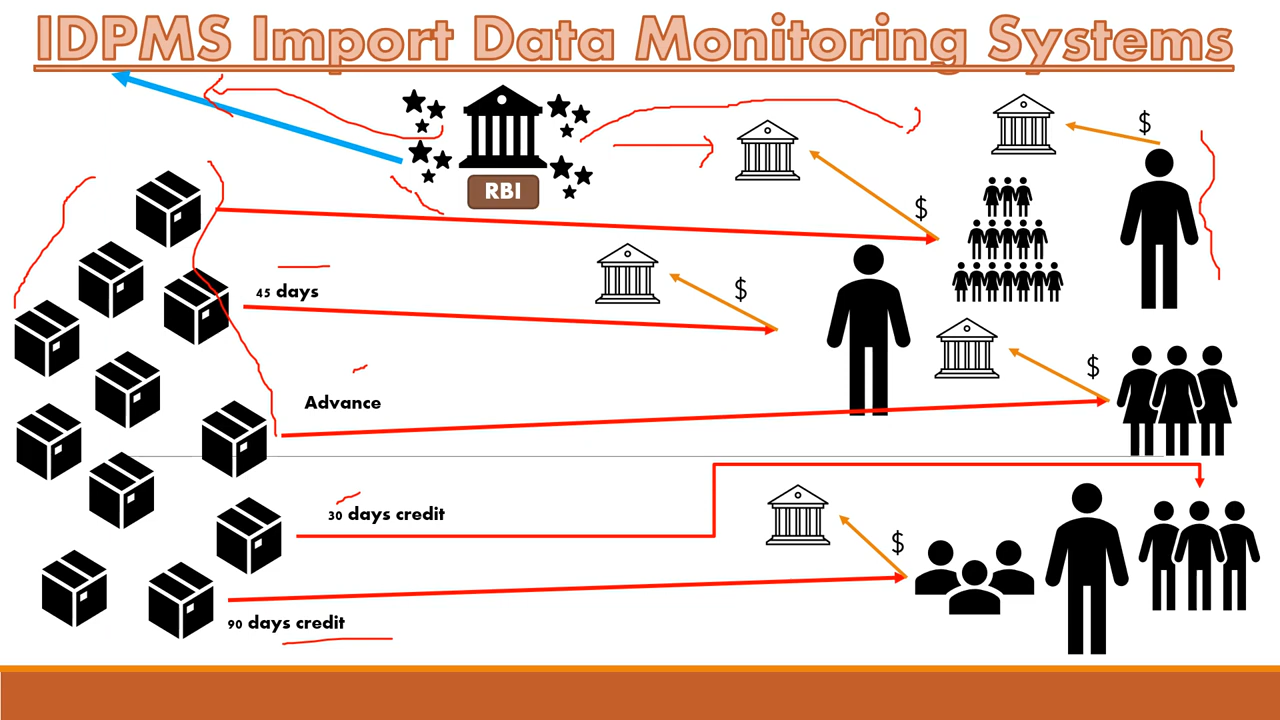 IDPMS Import Data Monitoring Systems
$
RBI
$
45 days
$
$
Advance
30 days credit
$
90 days credit